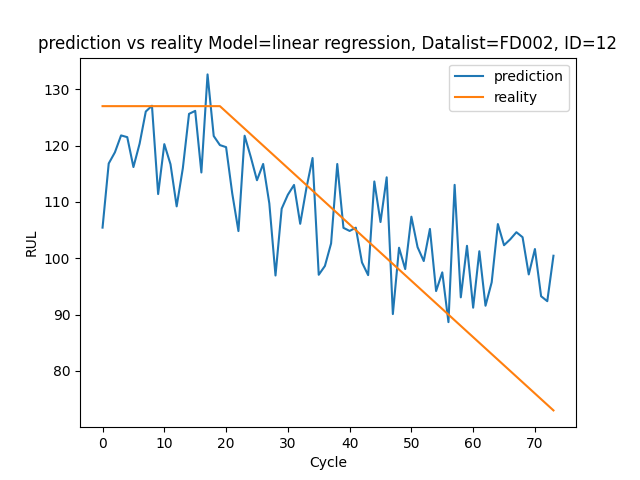 prediction vs reality Model=linear regression, Datalist=FD002, ID=12
prediction
reality
130
120
110
100
90
80
RUL
0 10 20 30 40 50 60 70
Cycle